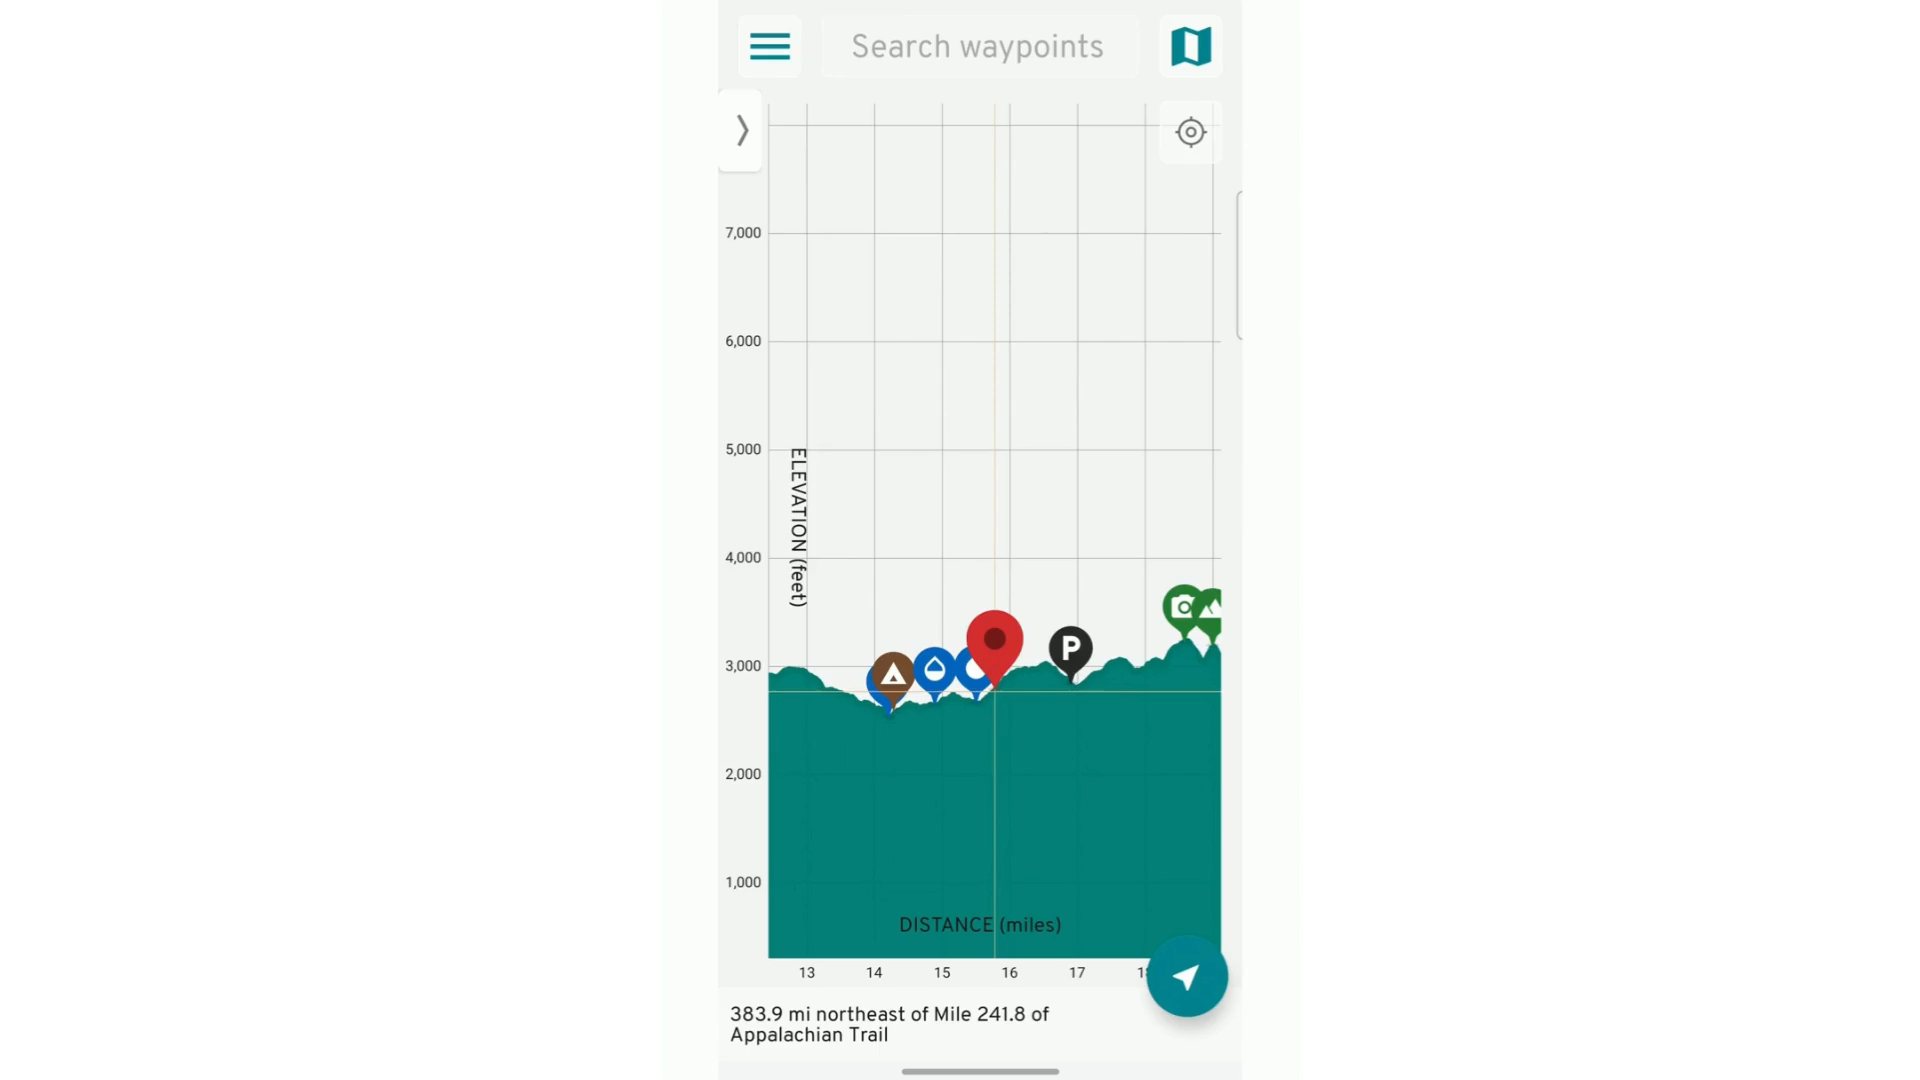 Search waypoints
7,000
6,000
5,000
4,000
3,000
2,000
1,000
ELEVATION (feet)
P
DISTANCE (miles)
13 14 15 16 17
383.9 mi northeast of Mile 241.8 of
Appalachian Trail